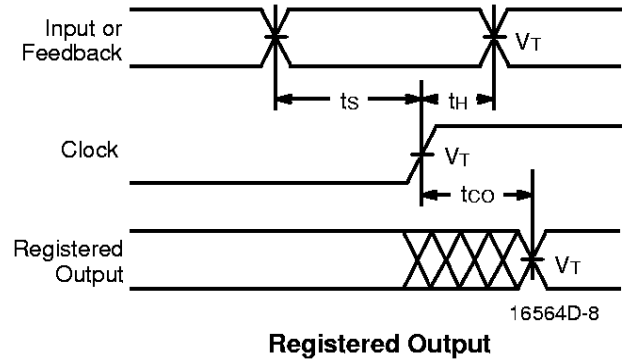 Input or
Feedback
VT
tS
tH
Clock
VT
tCO
Registered
Output
VT
16564D-8
Registered Output